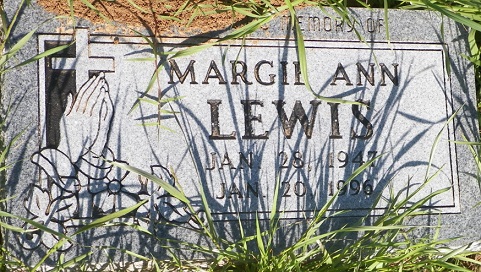 MEMORY OF
MARGIE ANN
LEWIS
JAN. 28, 1947
JAN. 20, 1996